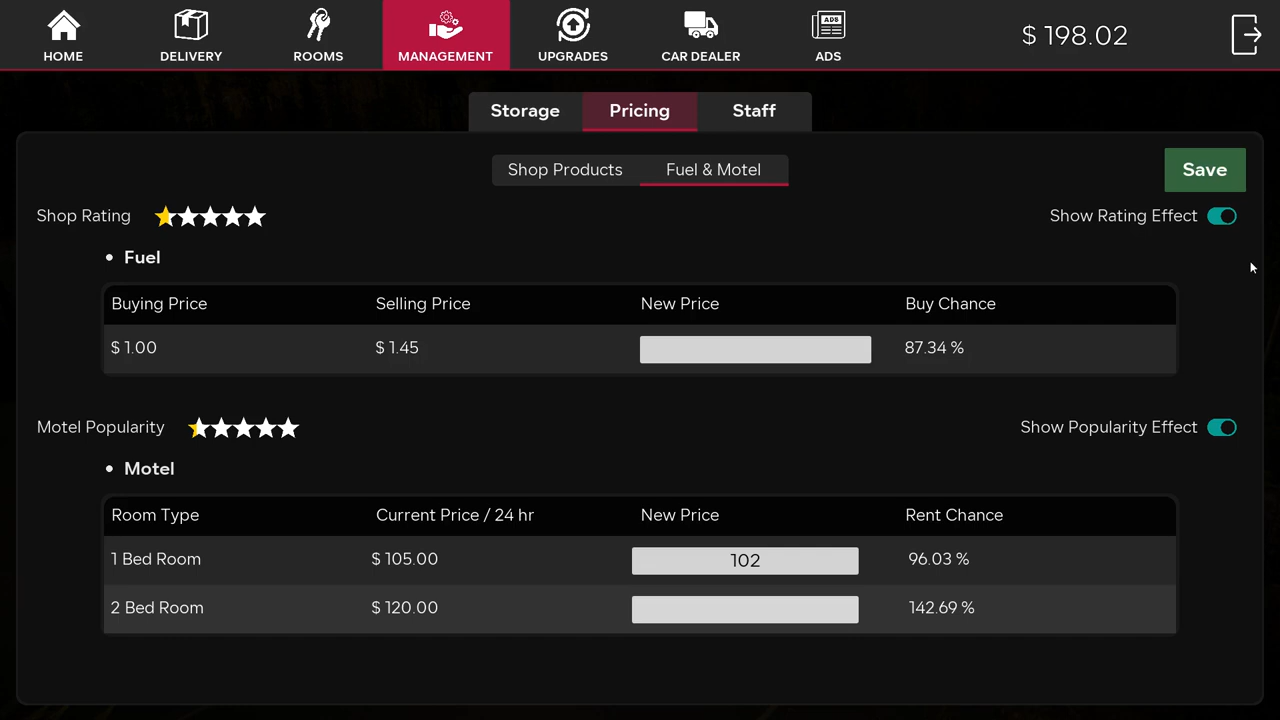 HOME DELIVERY ROOMS MANAGEMENT UPGRADES CAR DEALER ADS $ 198.02
ADS
Storage Pricing Staff
Shop Products Fuel & Motel Save
Shop Rating Show Rating Effect
• Fuel
Buying Price Selling Price New Price Buy Chance
$ 1.00 $ 1.45 87.34 %
Motel Popularity Show Popularity Effect
• Motel
Room Type Current Price / 24 hr New Price Rent Chance
1 Bed Room $ 105.00 102 96.03 %
2 Bed Room $ 120.00 142.69 %